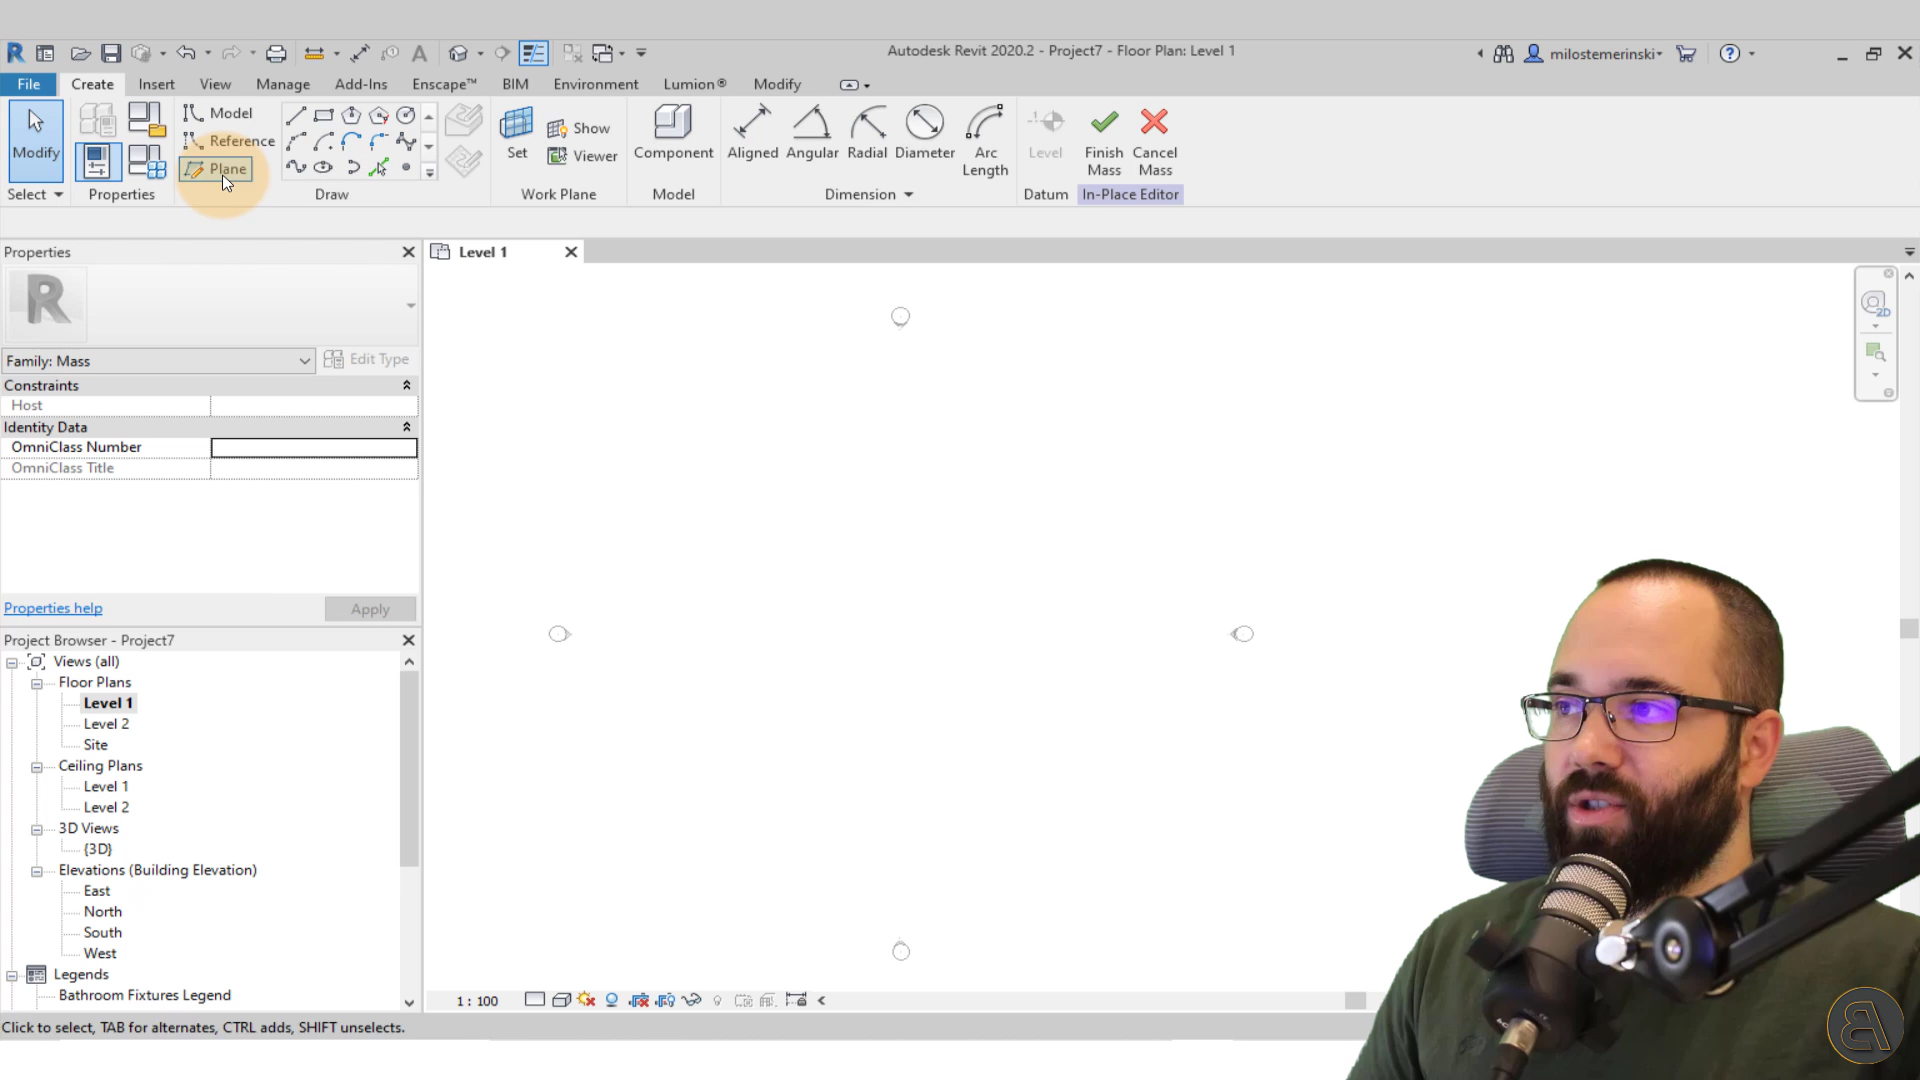 Autodesk Revit 2020.2 - Project7 - Floor Plan: Level 1
milostemerinski
File Create Insert View Manage Add-Ins Enscape™ BIM Environment Lumion® Modify
Modify
Select
Properties
Model
Reference
Plane
Draw
Set
Show
Viewer
Work Plane
Component
Model
Aligned
Angular
Radial
Diameter
Arc
Length
Dimension
Level
Datum
Finish
Mass
Cancel
Mass
In-Place Editor
Properties
Level 1
R
Family: Mass
Edit Type
Constraints
Host
Identity Data
OmniClass Number
OmniClass Title
Properties help
Apply
Project Browser - Project7
Views (all)
Floor Plans
Level 1
Level 2
Site
Ceiling Plans
Level 1
Level 2
3D Views
{3D}
Elevations (Building Elevation)
East
North
South
West
Legends
Bathroom Fixtures Legend
2D
1 : 100
Click to select, TAB for alternates, CTRL adds, SHIFT unselects.